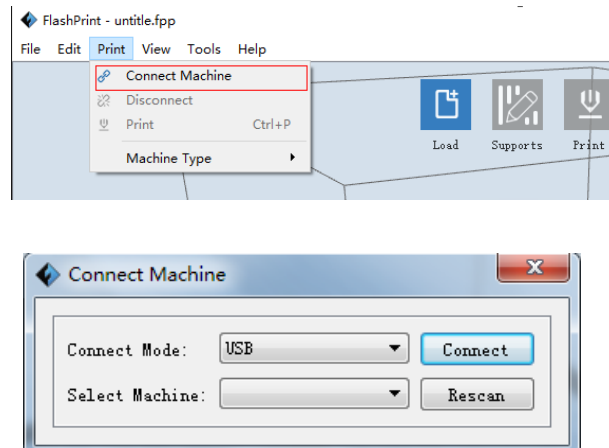 FlashPrint - untitle.fpp
File Edit Print View Tools Help
Connect Machine
Disconnect
Print Ctrl+P
Machine Type
Load Supports Print
Connect Machine
Connect Mode: USB Connect
Select Machine: Rescan